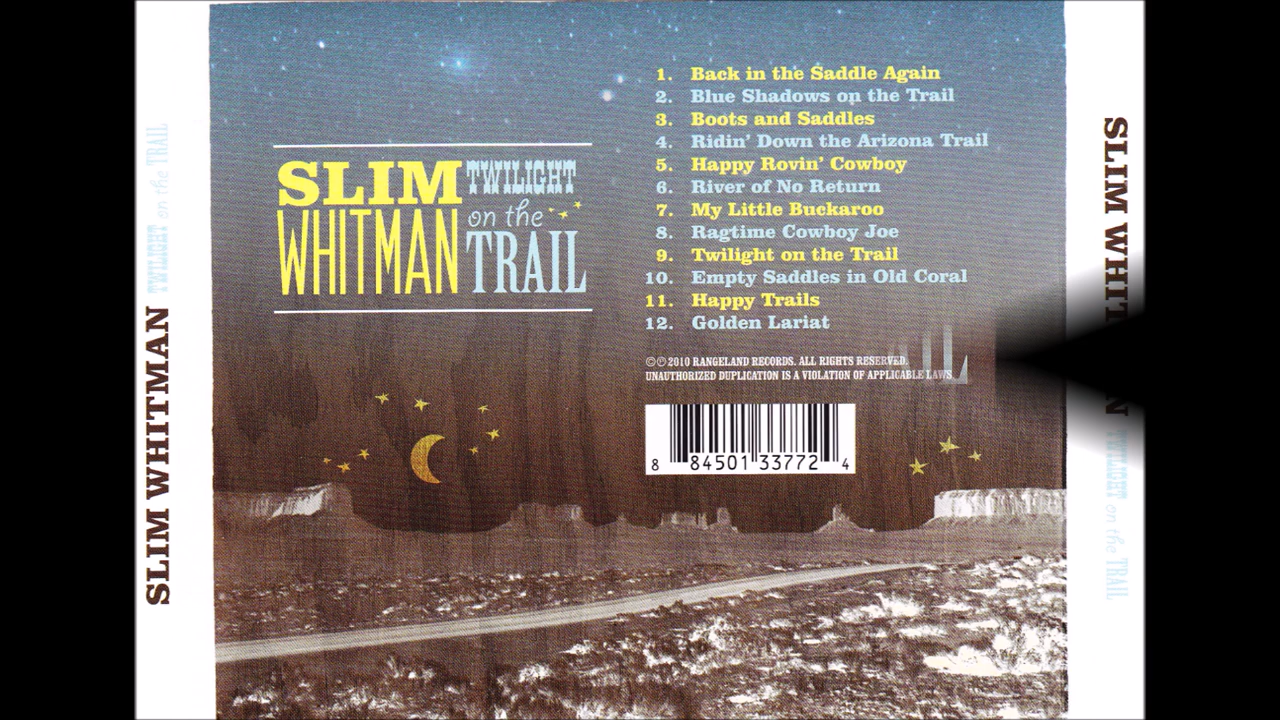 SLIM WHITMAN
TWILIGHT on the TRAIL
SLIM
WHITMAN
TWILIGHT
on the
TRAIL
1. Back in the Saddle Again
2. Blue Shadows on the Trail
3. Boots and Saddles
4. Ridin' Down the Arizona Trail
5. Happy Rovin' Cowboy
6. River of No Return
7. My Little Buckaroo
8. Ragtime Cowboy Joe
9. Twilight on the Trail
10. Empty Saddles in Old Coral
11. Happy Trails
12. Golden Lariat
©℗2010 RANGELAND RECORDS. ALL RIGHTS RESERVED.
UNAUTHORIZED DUPLICATION IS A VIOLATION OF APPLICABLE LAWS.
8 84501 33772 4
SLIM
TWILIGHT on the TRAIL